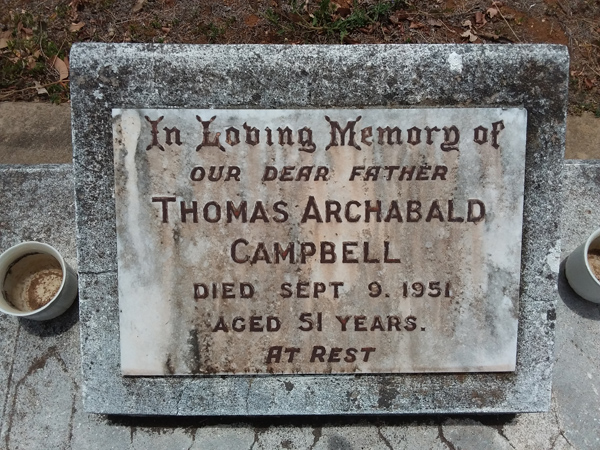 In Loving Memory of
OUR DEAR FATHER
THOMAS ARCHABALD
CAMPBELL
DIED SEPT 9. 1951
AGED 51 YEARS.
AT REST